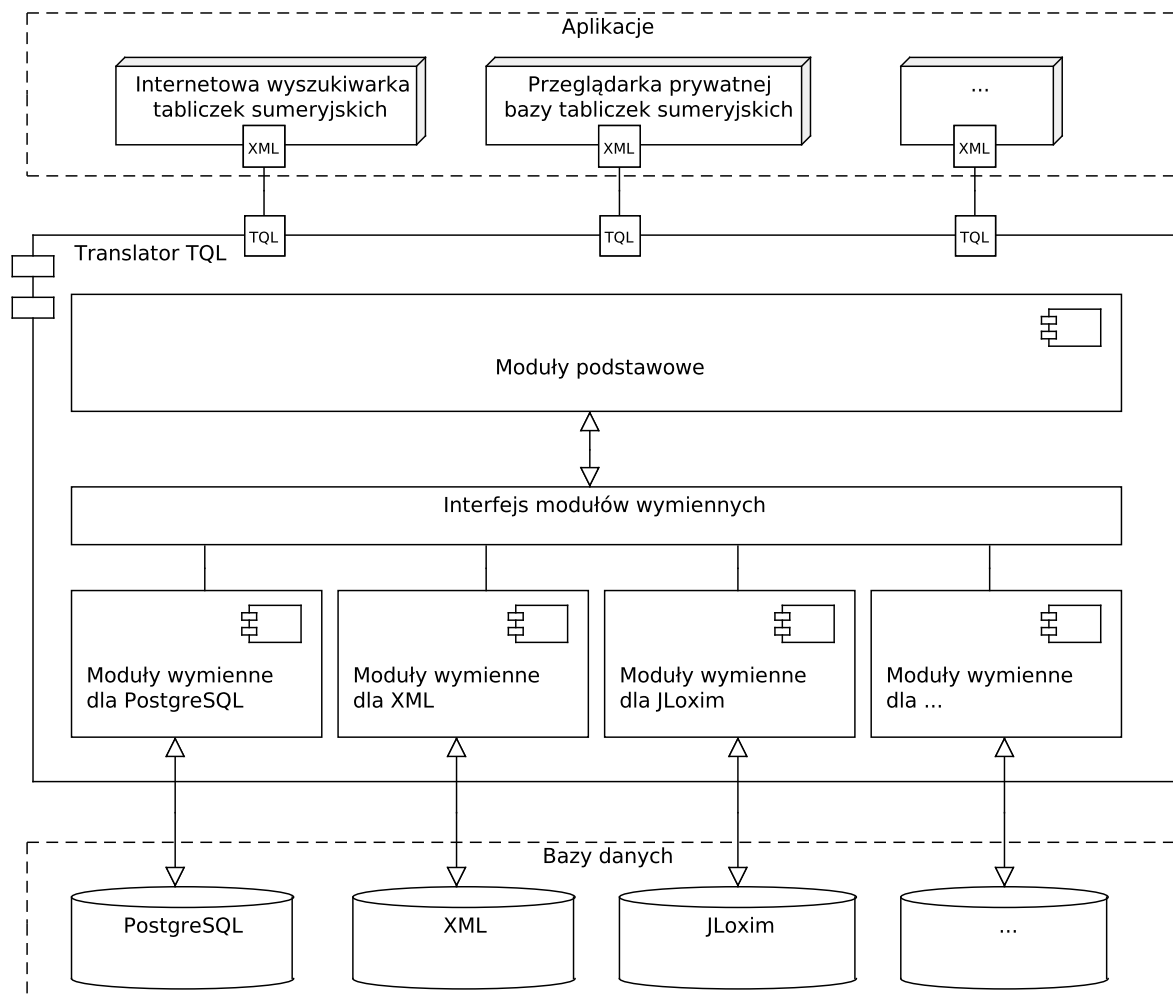 Aplikacje
Internetowa wyszukiwarka
tabliczek sumeryjskich
XML
Przeglądarka prywatnej
bazy tabliczek sumeryjskich
XML
...
XML
TQL
TQL
TQL
Translator TQL
Moduły podstawowe
Interfejs modułów wymiennych
Moduły wymienne
dla PostgreSQL
Moduły wymienne
dla XML
Moduły wymienne
dla JLoxim
Moduły wymienne
dla ...
Bazy danych
PostgreSQL
XML
JLoxim
...